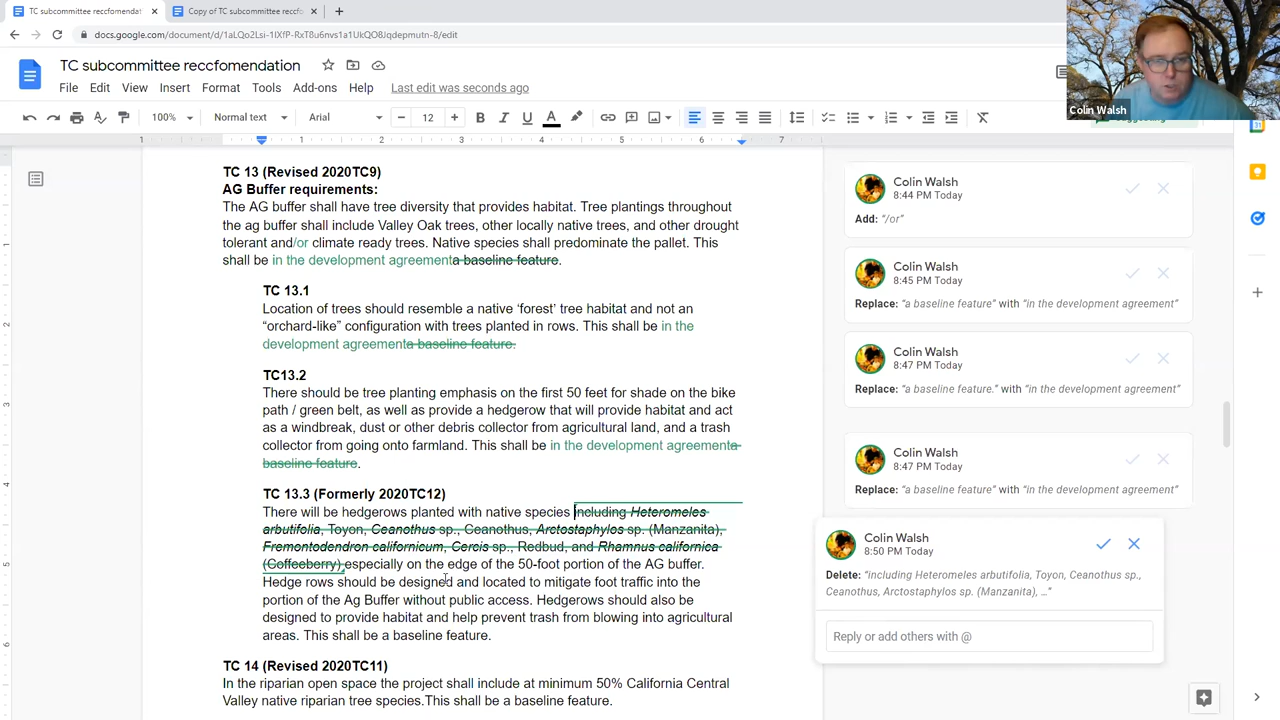 TC subcommittee reccfomendat
Copy of TC subcommittee reccf
docs.google.com/document/d/1aLQo2Lsi-1IXfP-RxT8u6nvs1a1UkQO8Jqdepmutn-8/edit
TC subcommittee reccfomendation
File Edit View Insert Format Tools Add-ons Help Last edit was seconds ago
100% Normal text Arial 12
Colin Walsh
1 1 2 3 4 5 6 7
TC 13 (Revised 2020TC9)
AG Buffer requirements:
The AG buffer shall have tree diversity that provides habitat. Tree plantings throughout
the ag buffer shall include Valley Oak trees, other locally native trees, and other drought
tolerant and/or climate ready trees. Native species shall predominate the pallet. This
shall be in the development agreementa baseline feature.
TC 13.1
Location of trees should resemble a native ‘forest’ tree habitat and not an
“orchard-like” configuration with trees planted in rows. This shall be in the
development agreementa baseline feature.
TC13.2
There should be tree planting emphasis on the first 50 feet for shade on the bike
path / green belt, as well as provide a hedgerow that will provide habitat and act
as a windbreak, dust or other debris collector from agricultural land, and a trash
collector from going onto farmland. This shall be in the development agreementa
baseline feature.
TC 13.3 (Formerly 2020TC12)
There will be hedgerows planted with native species including Heteromeles
arbutifolia, Toyon, Ceanothus sp., Ceanothus, Arctostaphylos sp. (Manzanita),
Fremontodendron californicum, Cercis sp., Redbud, and Rhamnus californica
(Coffeeberry),especially on the edge of the 50-foot portion of the AG buffer.
Hedge rows should be designed and located to mitigate foot traffic into the
portion of the Ag Buffer without public access. Hedgerows should also be
designed to provide habitat and help prevent trash from blowing into agricultural
areas. This shall be a baseline feature.
TC 14 (Revised 2020TC11)
In the riparian open space the project shall include at minimum 50% California Central
Valley native riparian tree species.This shall be a baseline feature.
Colin Walsh
8:44 PM Today
Add: “/or”
Colin Walsh
8:45 PM Today
Replace: “a baseline feature” with “in the development agreement”
Colin Walsh
8:47 PM Today
Replace: “a baseline feature.” with “in the development agreement”
Colin Walsh
8:47 PM Today
Replace: “a baseline feature” with “in the development agreement”
Colin Walsh
8:50 PM Today
Delete: “including Heteromeles arbutifolia, Toyon, Ceanothus sp.,
Ceanothus, Arctostaphylos sp. (Manzanita), …”
Reply or add others with @